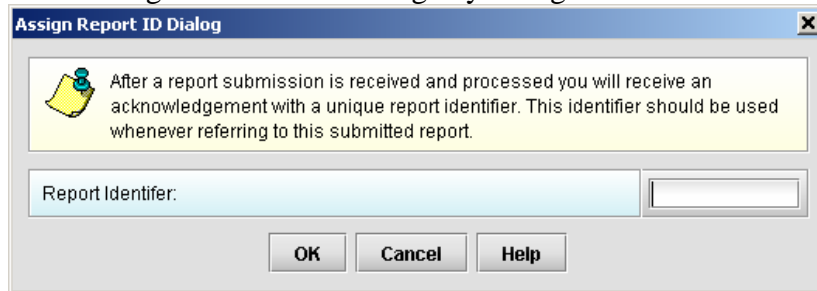 Assign Report ID Dialog
After a report submission is received and processed you will receive an
acknowledgement with a unique report identifier. This identifier should be used
whenever referring to this submitted report.
Report Identifer:
OK Cancel Help